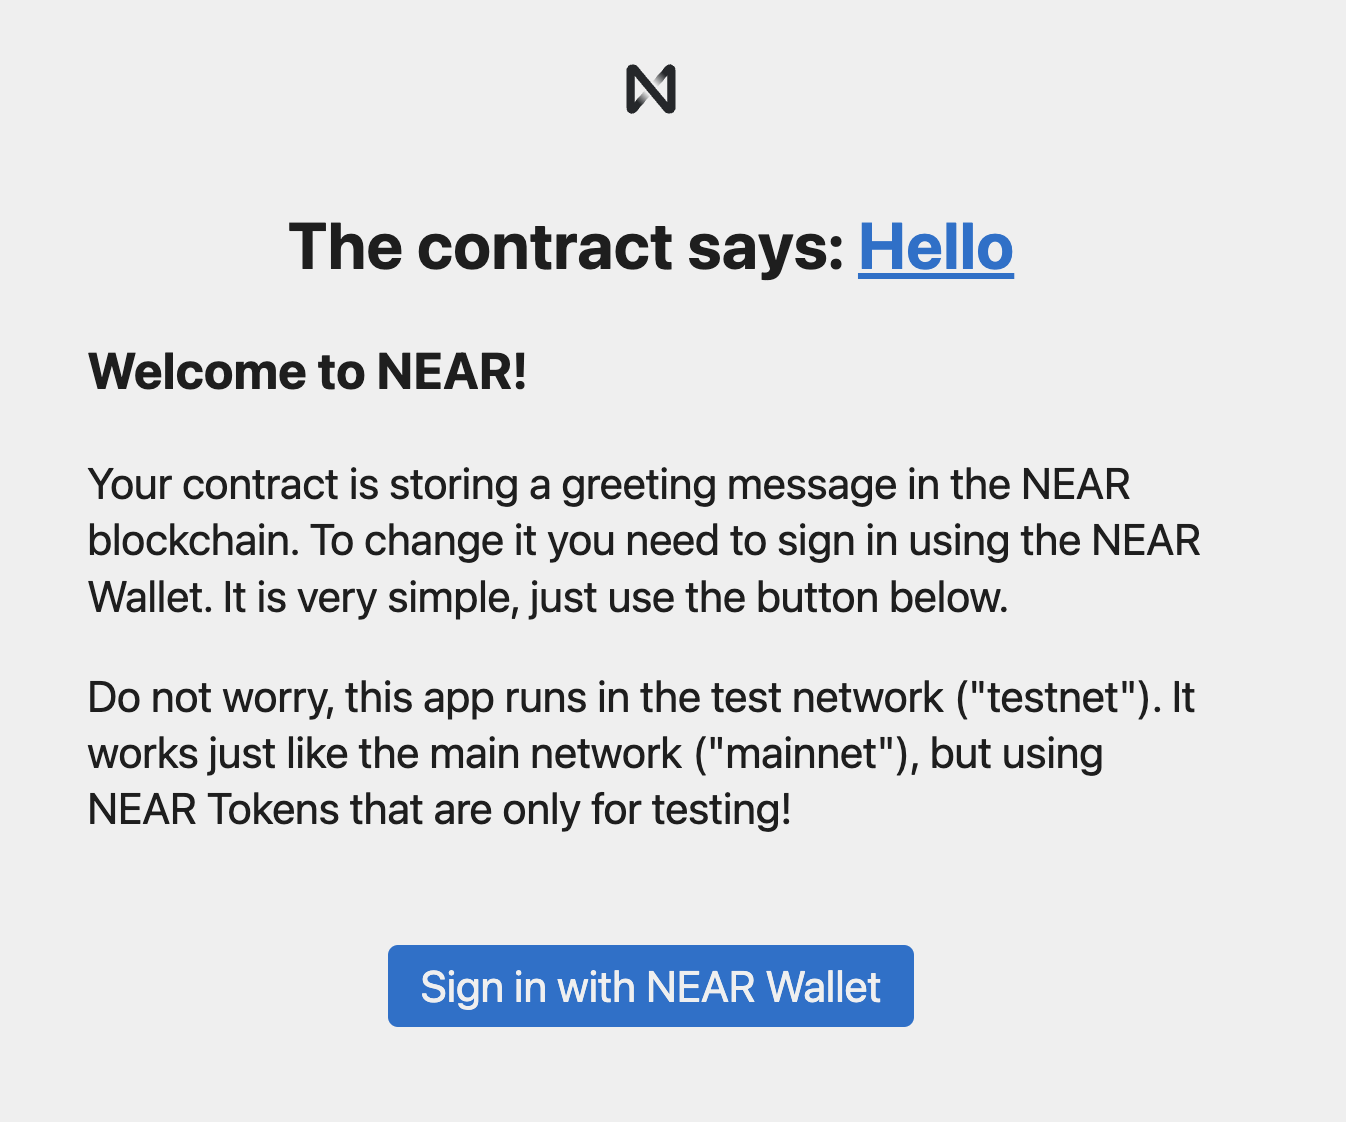 The contract says: Hello
Welcome to NEAR!
Your contract is storing a greeting message in the NEAR
blockchain. To change it you need to sign in using the NEAR
Wallet. It is very simple, just use the button below.
Do not worry, this app runs in the test network ("testnet"). It
works just like the main network ("mainnet"), but using
NEAR Tokens that are only for testing!
Sign in with NEAR Wallet